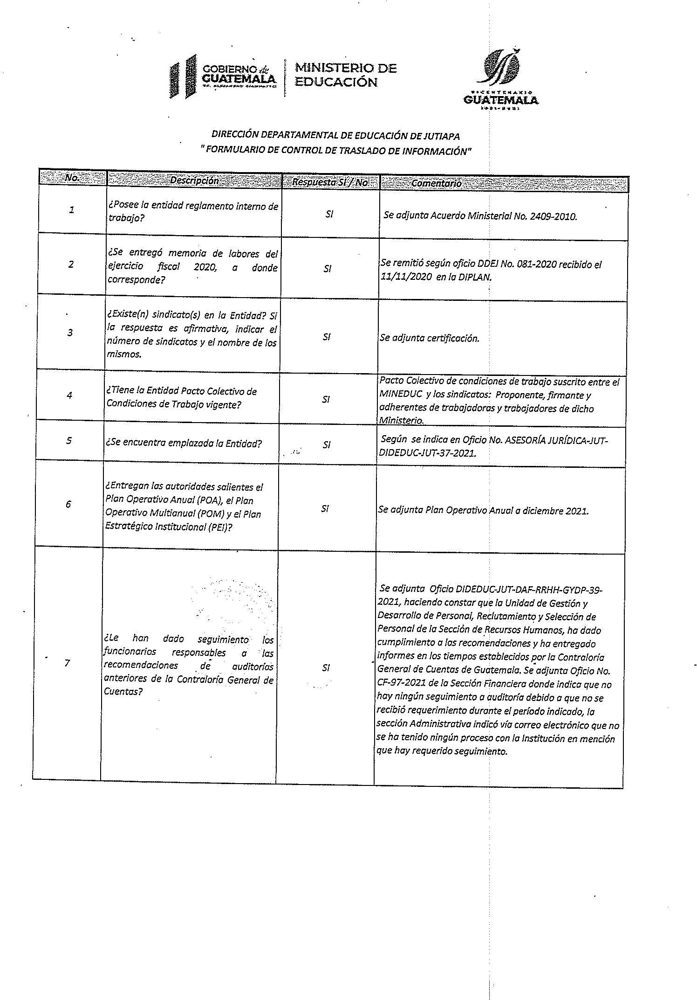 GOBIERNO de
GUATEMALA
MINISTERIO DE
EDUCACIÓN
BICENTENARIO
GUATEMALA
DIRECCIÓN DEPARTAMENTAL DE EDUCACIÓN DE JUTIAPA
"FORMULARIO DE CONTROL DE TRASLADO DE INFORMACIÓN"
No. Descripción Respuesta SI / No Comentario
1
¿Posee la entidad reglamento interno de
trabajo?
SI
Se adjunta Acuerdo Ministerial No. 2409-2010.
2
¿Se entregó memoria de labores del
ejercicio fiscal 2020, a donde
corresponde?
SI
Se remitió según oficio DDEJ No. 081-2020 recibido el
11/11/2020 en la DIPLAN.
3
¿Existe(n) sindicato(s) en la Entidad? Si
la respuesta es afirmativa, indicar el
número de sindicatos y el nombre de los
mismos.
SI
Se adjunta certificación.
4
¿Tiene la Entidad Pacto Colectivo de
Condiciones de Trabajo vigente?
SI
Pacto Colectivo de condiciones de trabajo suscrito entre el
MINEDUC y los sindicatos: Proponente, firmante y
adherentes de trabajadoras y trabajadores de dicho
Ministerio.
5
¿Se encuentra emplazada la Entidad?
SI
Según se indica en Oficio No. ASESORÍA JURÍDICA-JUT-
DIDEDUC-JUT-37-2021.
6
¿Entregan las autoridades salientes el
Plan Operativo Anual (POA), el Plan
Operativo Multianual (POM) y el Plan
Estratégico Institucional (PEI)?
SI
Se adjunta Plan Operativo Anual a diciembre 2021.
7
¿Le han dado seguimiento los
funcionarios responsables a las
recomendaciones de auditorías
anteriores de la Contraloría General de
Cuentas?
SI
Se adjunta Oficio DIDEDUC-JUT-DAF-RRHH-GYDP-39-
2021, haciendo constar que la Unidad de Gestión y
Desarrollo de Personal, Reclutamiento y Selección de
Personal de la Sección de Recursos Humanos, ha dado
cumplimiento a las recomendaciones y ha entregado
informes en los tiempos establecidos por la Contraloría
General de Cuentas de Guatemala. Se adjunta Oficio No.
CF-97-2021 de la Sección Financiera donde indica que no
hay ningún seguimiento a auditoría debido a que no se
recibió requerimiento durante el período indicado, la
sección Administrativa indicó vía correo electrónico que no
se ha tenido ningún proceso con la Institución en mención
que hay requerido seguimiento.